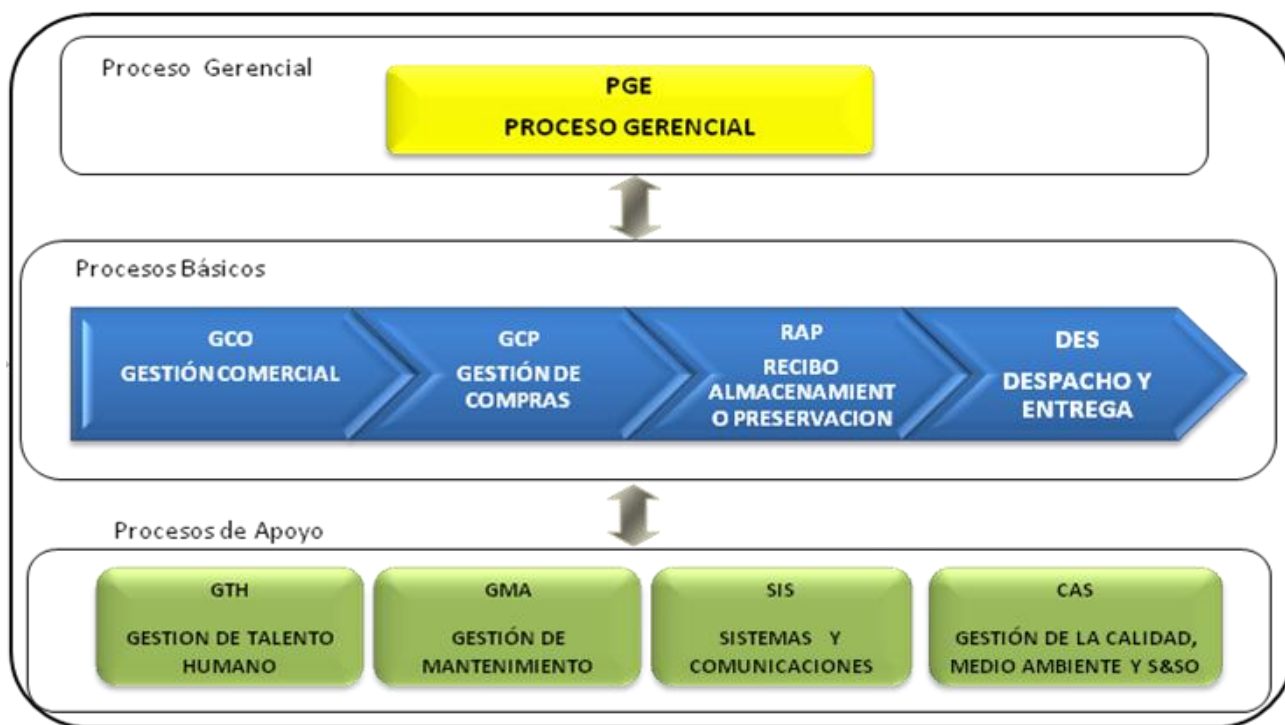 Proceso Gerencial
PGE
PROCESO GERENCIAL
Procesos Básicos
GCO
GESTIÓN COMERCIAL
GCP
GESTIÓN DE
COMPRAS
RAP
RECIBO
ALMACENAMIENT
O PRESERVACION
DES
DESPACHO Y
ENTREGA
Procesos de Apoyo
GTH
GESTION DE TALENTO
HUMANO
GMA
GESTIÓN DE
MANTENIMIENTO
SIS
SISTEMAS Y
COMUNICACIONES
CAS
GESTIÓN DE LA CALIDAD,
MEDIO AMBIENTE Y S&SO